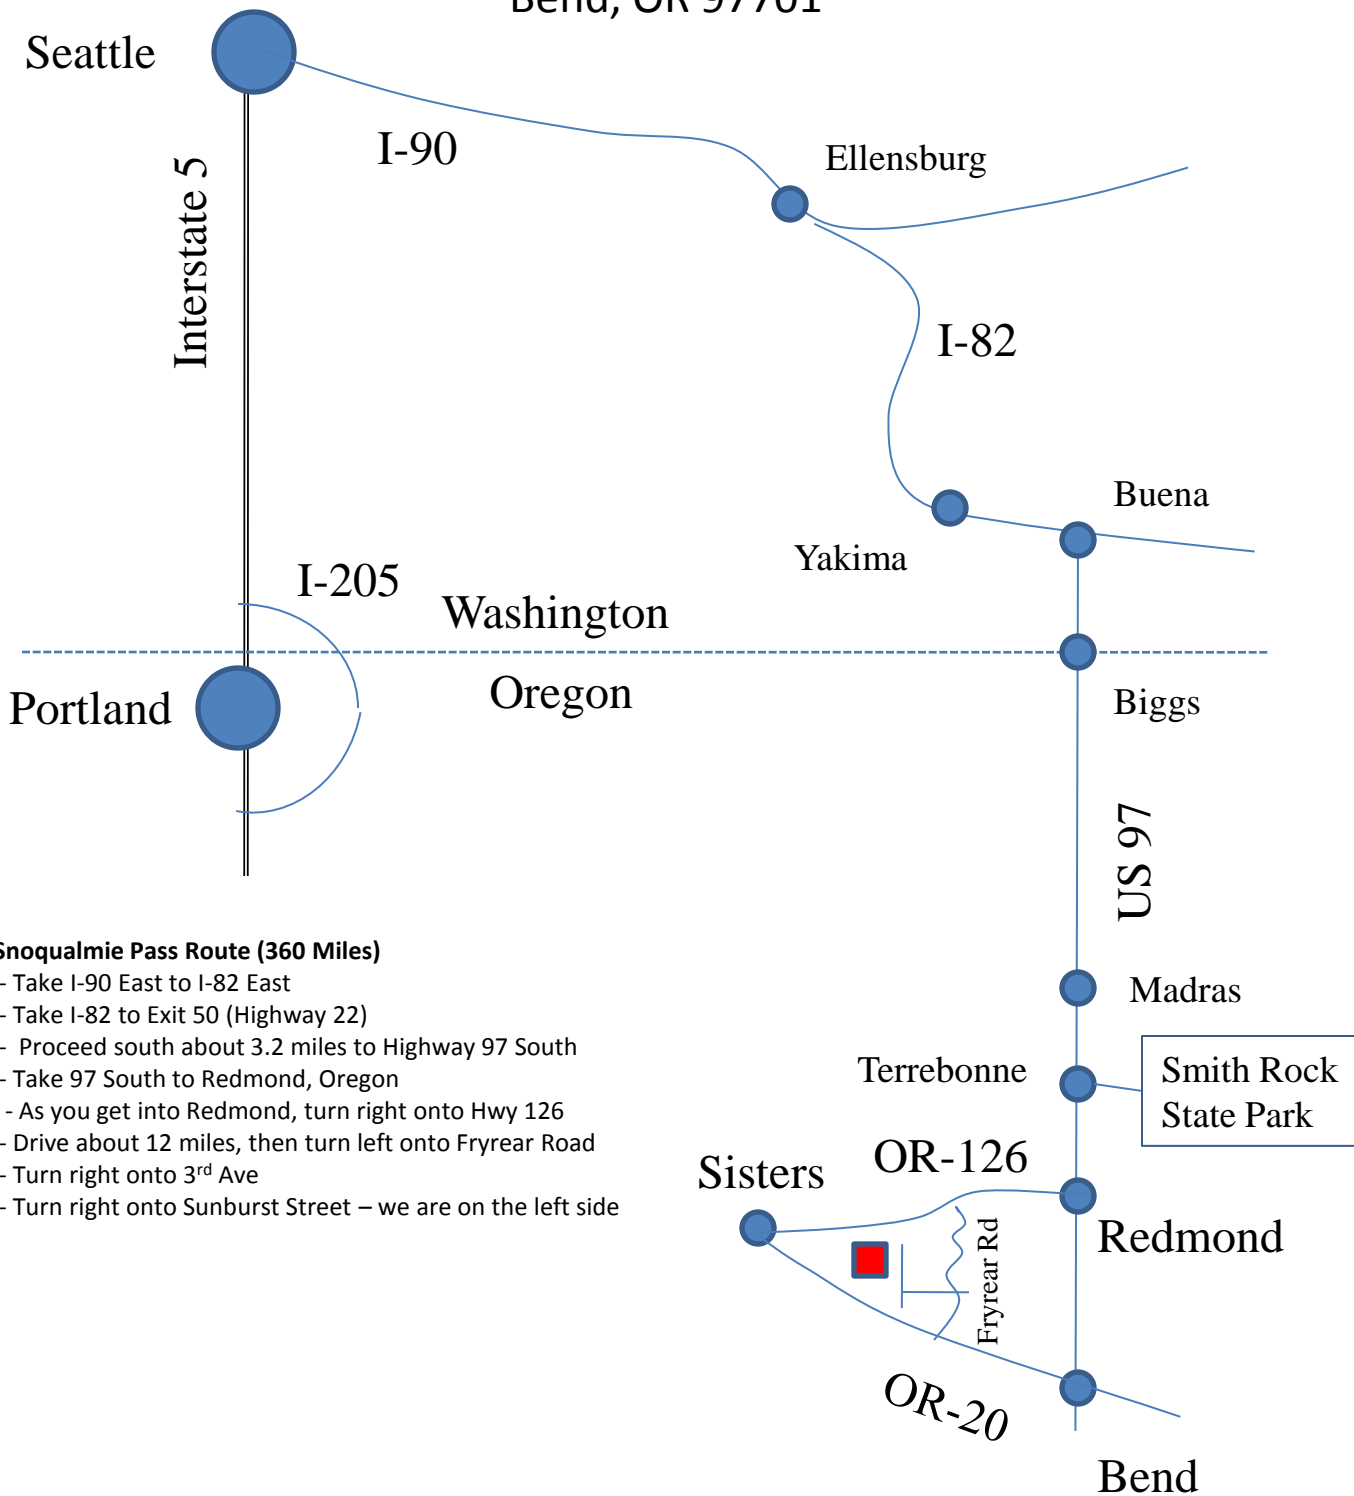 Bend, OR 97701
Seattle
I-90
Ellensburg
Interstate 5
I-82
Buena
Yakima
I-205
Washington
Oregon
Portland
Biggs
US 97
Snoqualmie Pass Route (360 Miles)
- Take I-90 East to I-82 East
- Take I-82 to Exit 50 (Highway 22)
- Proceed south about 3.2 miles to Highway 97 South
- Take 97 South to Redmond, Oregon
- As you get into Redmond, turn right onto Hwy 126
- Drive about 12 miles, then turn left onto Fryrear Road
- Turn right onto 3rd Ave
- Turn right onto Sunburst Street – we are on the left side
Madras
Terrebonne
Smith Rock
State Park
OR-126
Sisters
Redmond
Fryrear Rd
OR-20
Bend